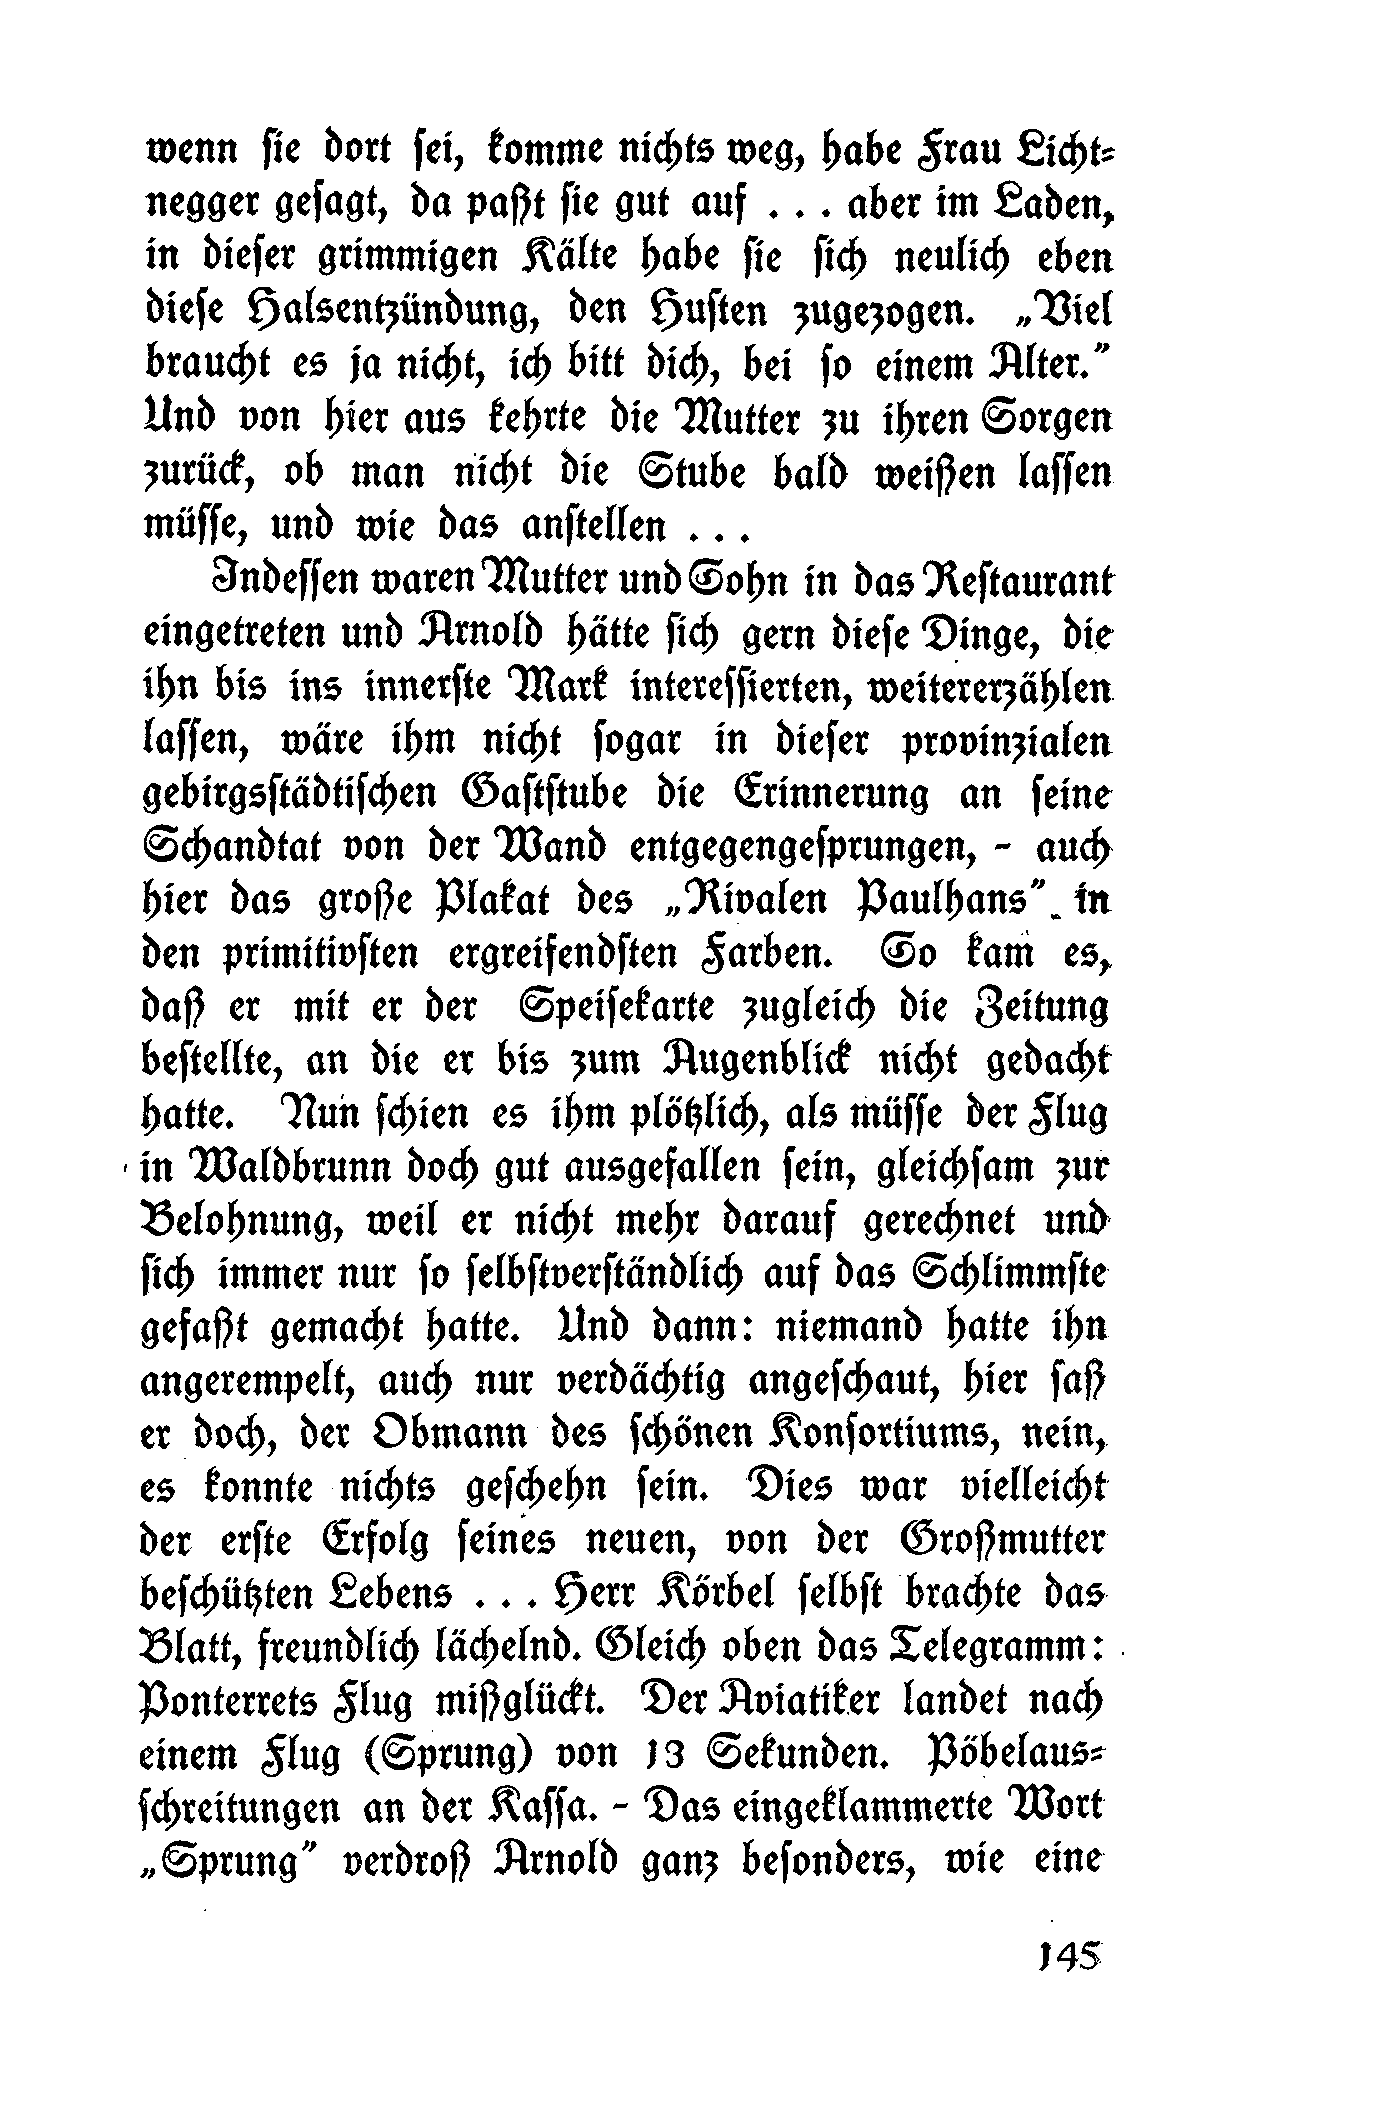 wenn sie dort sei, komme nichts weg, habe Frau Licht-
negger gesagt, da paßt sie gut auf . . . aber im Laden,
in dieser grimmigen Kälte habe sie sich neulich eben
diese Halsentzündung, den Husten zugezogen. „Viel
braucht es ja nicht, ich bitt dich, bei so einem Alter.”
Und von hier aus kehrte die Mutter zu ihren Sorgen
zurück, ob man nicht die Stube bald weißen lassen
müsse, und wie das anstellen . . .
Indessen waren Mutter und Sohn in das Restaurant
eingetreten und Arnold hätte sich gern diese Dinge, die
ihn bis ins innerste Mark interessierten, weitererzählen
lassen, wäre ihm nicht sogar in dieser provinzialen
gebirgsstädtischen Gaststube die Erinnerung an seine
Schandtat von der Wand entgegengesprungen, - auch
hier das große Plakat des „Rivalen Paulhans” in
den primitivsten ergreifendsten Farben. So kam es,
daß er mit er der Speisekarte zugleich die Zeitung
bestellte, an die er bis zum Augenblick nicht gedacht
hatte. Nun schien es ihm plötzlich, als müsse der Flug
in Waldbrunn doch gut ausgefallen sein, gleichsam zur
Belohnung, weil er nicht mehr darauf gerechnet und
sich immer nur so selbstverständlich auf das Schlimmste
gefaßt gemacht hatte. Und dann: niemand hatte ihn
angerempelt, auch nur verdächtig angeschaut, hier saß
er doch, der Obmann des schönen Konsortiums, nein,
es konnte nichts geschehn sein. Dies war vielleicht
der erste Erfolg seines neuen, von der Großmutter
beschützten Lebens . . . Herr Körbel selbst brachte das
Blatt, freundlich lächelnd. Gleich oben das Telegramm:
Ponterrets Flug mißglückt. Der Aviatiker landet nach
einem Flug (Sprung) von 13 Sekunden. Pöbelaus-
schreitungen an der Kassa. - Das eingeklammerte Wort
„Sprung” verdroß Arnold ganz besonders, wie eine
145